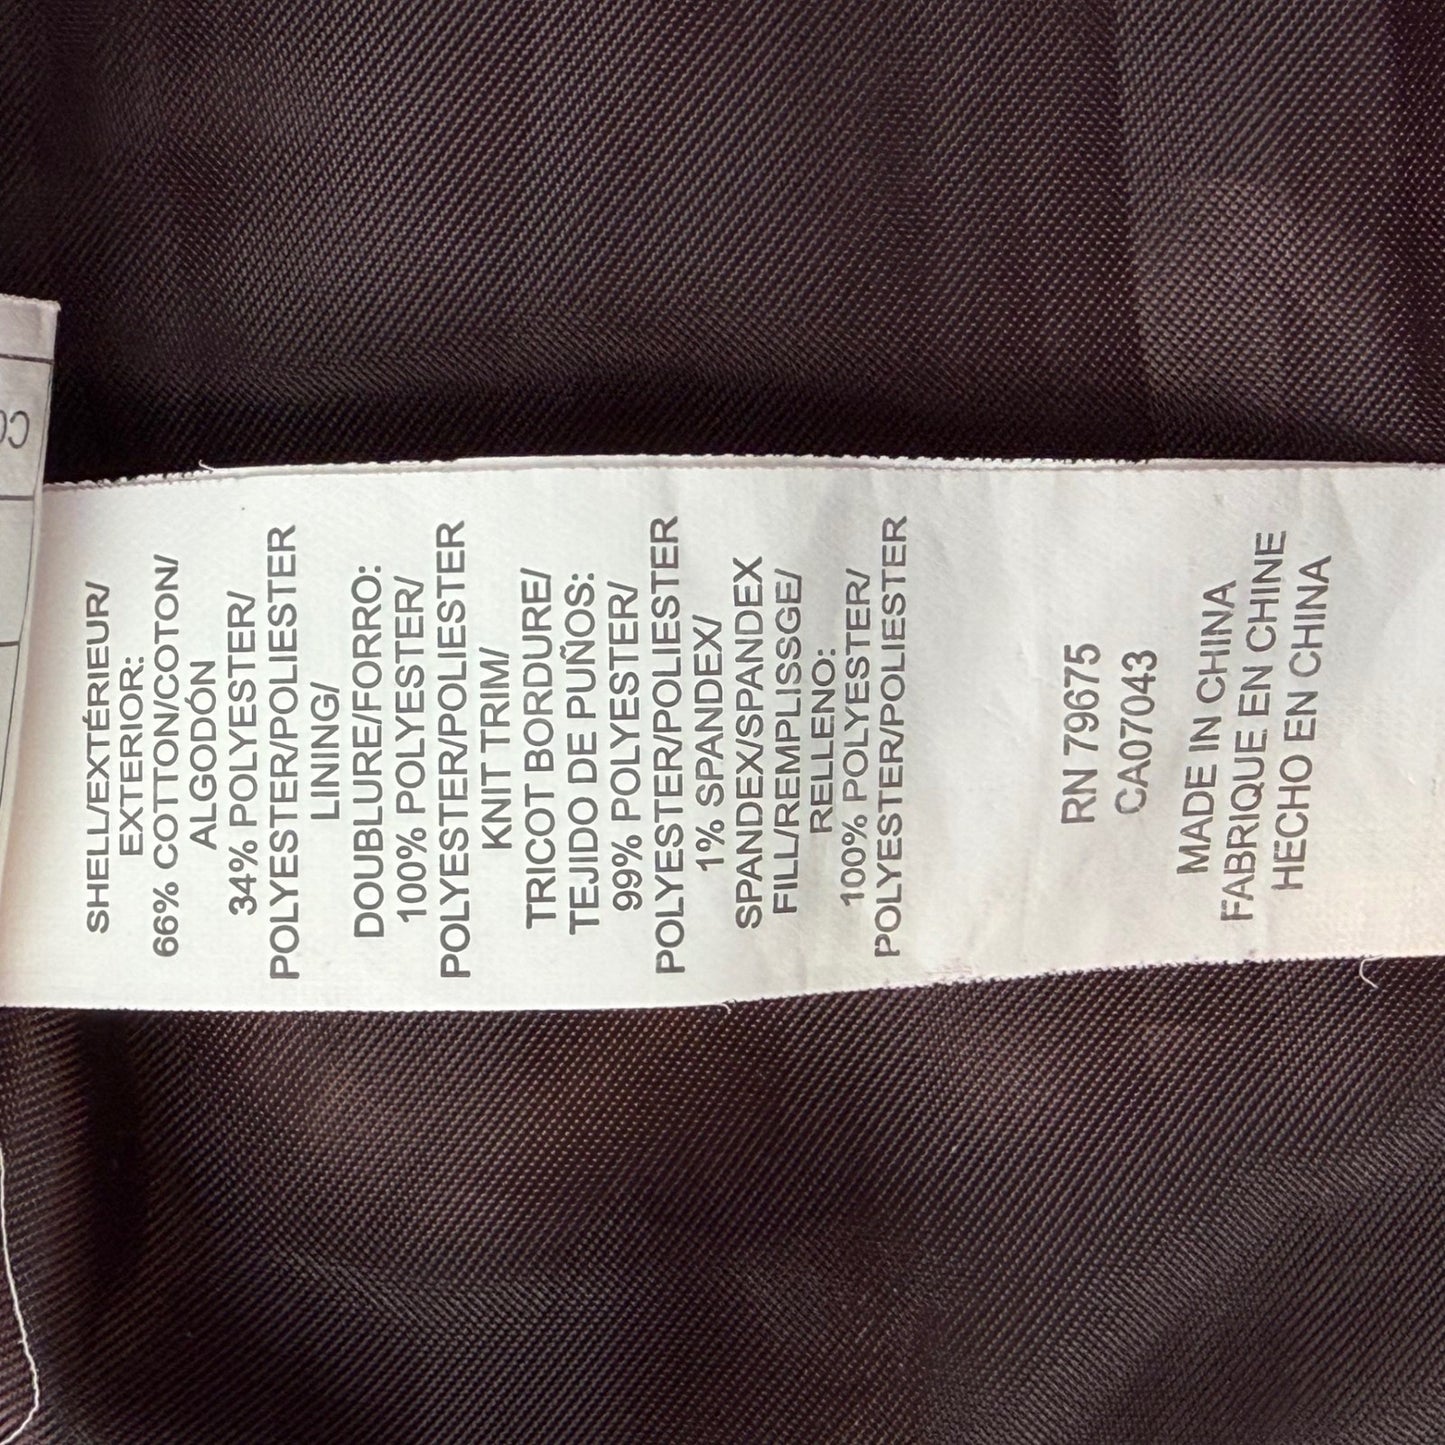 SHELL/EXTÉRIEUR/
EXTERIOR:
66% COTTON/COTON/
ALGODÓN
34% POLYESTER/
POLYESTER/POLIESTER
LINING/
DOUBLURE/FORRO:
100% POLYESTER/
POLYESTER/POLIESTER
KNIT TRIM/
TRICOT BORDURE/
TEJIDO DE PUÑOS:
99% POLYESTER/
POLYESTER/POLIESTER
1% SPANDEX/
SPANDEX/SPANDEX
FILL/REMPLISSGE/
RELLENO:
100% POLYESTER/
POLYESTER/POLIESTER
RN 79675
CA07043
MADE IN CHINA
FABRIQUE EN CHINE
HECHO EN CHINA